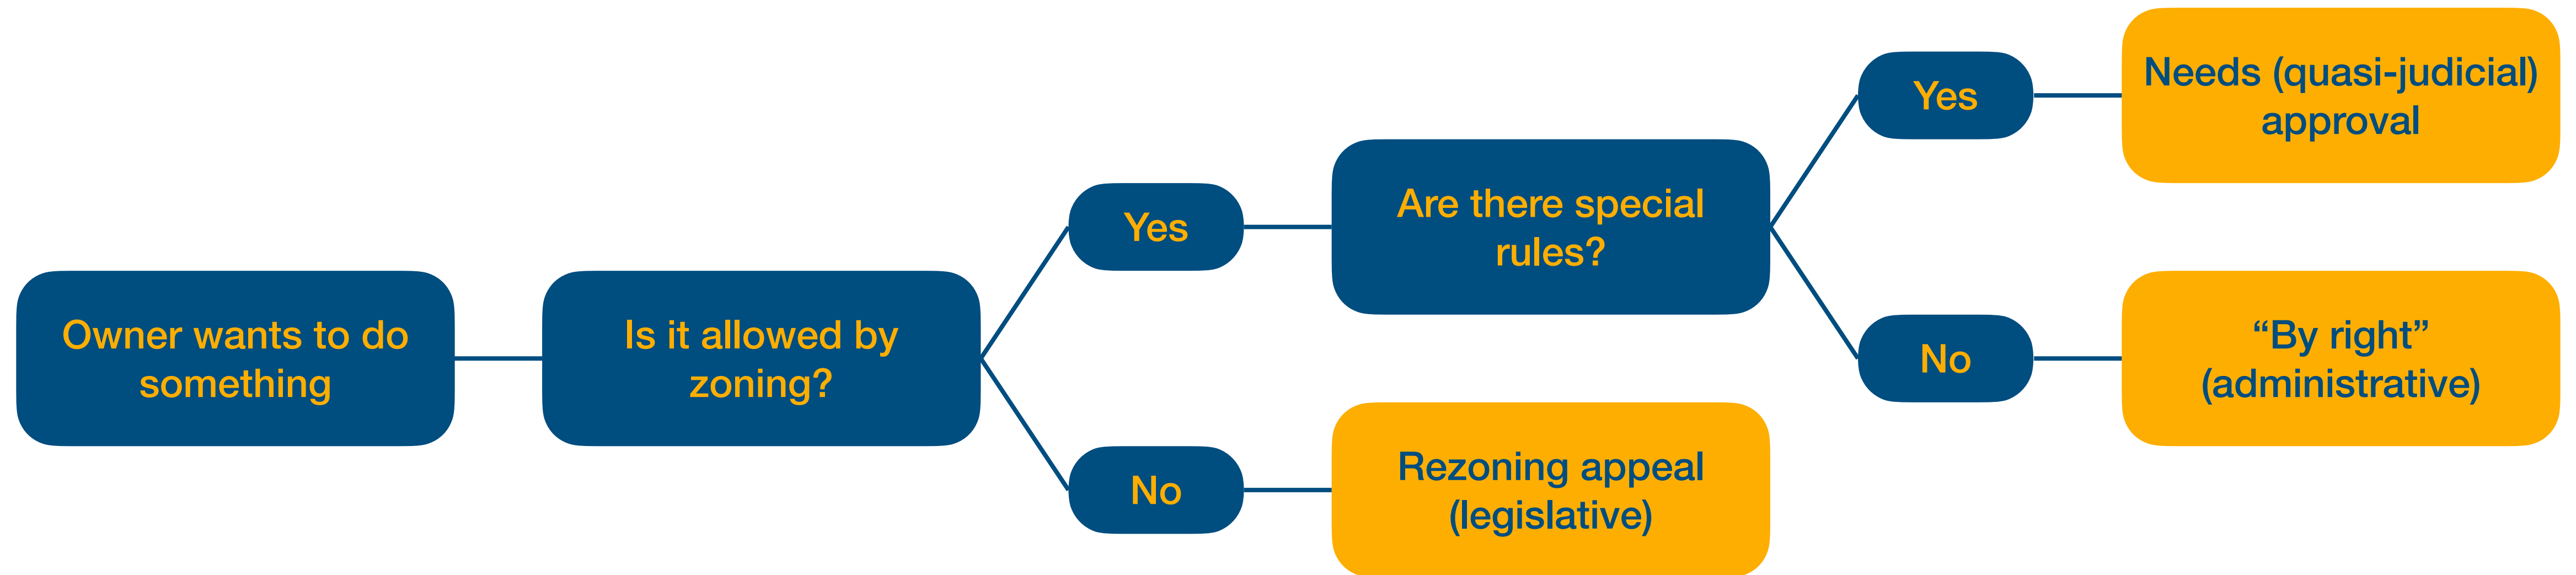 Owner wants to do
something
Is it allowed by
zoning?
Yes
Are there special
rules?
Yes
Needs (quasi-judicial)
approval
No
“By right”
(administrative)
No
Rezoning appeal
(legislative)